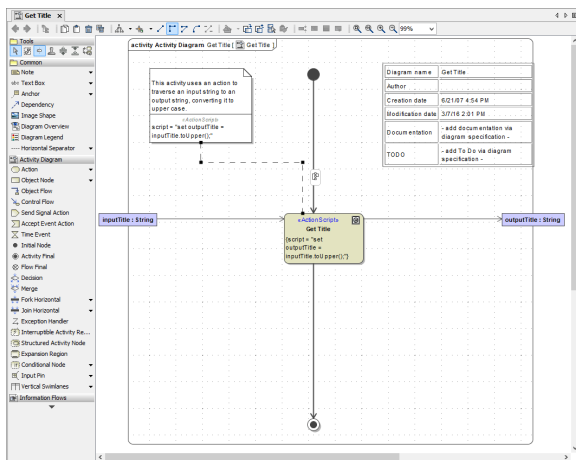 Get Title
99%
Tools
Common
Note
Text Box
Anchor
Dependency
Image Shape
Diagram Overview
Diagram Legend
Horizontal Separator
Activity Diagram
Action
Object Node
Object Flow
Control Flow
Send Signal Action
Accept Event Action
Time Event
Initial Node
Activity Final
Flow Final
Decision
Merge
Fork Horizontal
Join Horizontal
Exception Handler
Interruptible Activity Re...
Structured Activity Node
Expansion Region
Conditional Node
Input Pin
Vertical Swimlanes
Information Flows
activity Activity Diagram Get Title [ Get Title ]
This activity uses an action to
traverse an input string to an
output string, converting it to
upper case.
«ActionScript»
script = "set outputTitle =
inputTitle.toUpper();"
Diagram name Get Title
Author
Creation date 6/21/07 4:54 PM
Modification date 3/7/16 2:01 PM
Documentation - add documentation via
diagram specification -
TODO - add To Do via diagram
specification -
inputTitle : String
«ActionScript»
Get Title
{script = "set
outputTitle =
inputTitle.toUpper();"}
outputTitle : String